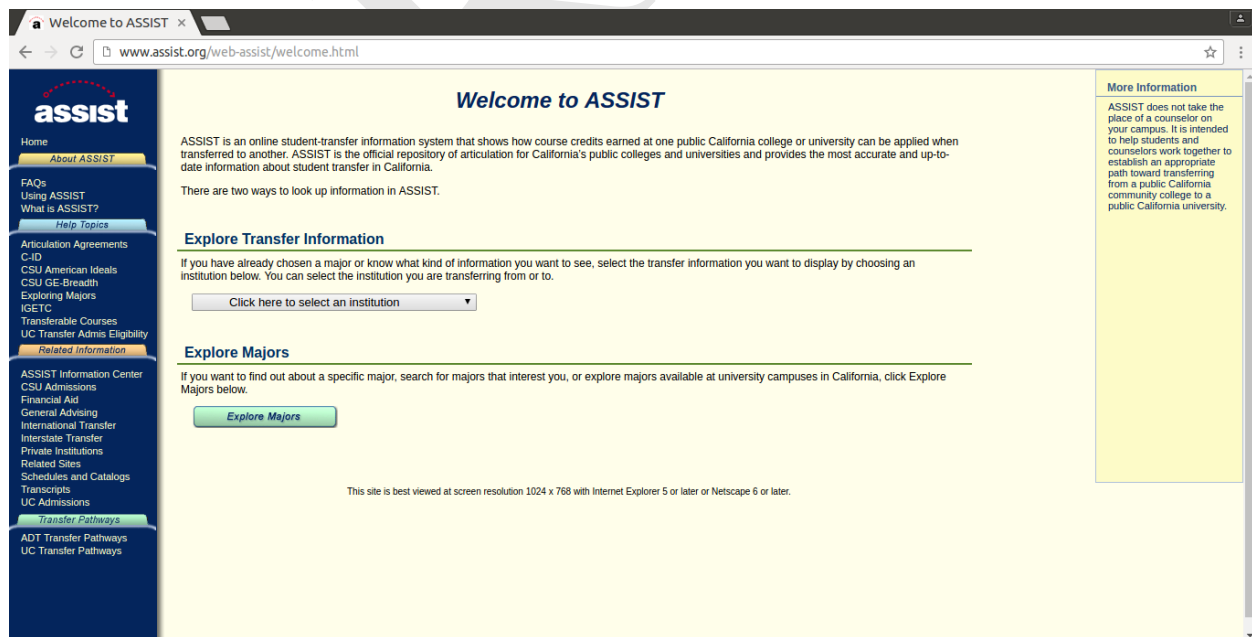 Welcome to ASSIST
www.assist.org/web-assist/welcome.html
assist
Home
About ASSIST
FAQs
Using ASSIST
What is ASSIST?
Help Topics
Articulation Agreements
C-ID
CSU American Ideals
CSU GE-Breadth
Exploring Majors
IGETC
Transferable Courses
UC Transfer Admis Eligibility
Related Information
ASSIST Information Center
CSU Admissions
Financial Aid
General Advising
International Transfer
Interstate Transfer
Private Institutions
Related Sites
Schedules and Catalogs
Transcripts
UC Admissions
Transfer Pathways
ADT Transfer Pathways
UC Transfer Pathways
Welcome to ASSIST
ASSIST is an online student-transfer information system that shows how course credits earned at one public California college or university can be applied when
transferred to another. ASSIST is the official repository of articulation for California's public colleges and universities and provides the most accurate and up-to-
date information about student transfer in California.
There are two ways to look up information in ASSIST.
Explore Transfer Information
If you have already chosen a major or know what kind of information you want to see, select the transfer information you want to display by choosing an
institution below. You can select the institution you are transferring from or to.
Click here to select an institution
Explore Majors
If you want to find out about a specific major, search for majors that interest you, or explore majors available at university campuses in California, click Explore
Majors below.
Explore Majors
This site is best viewed at screen resolution 1024 x 768 with Internet Explorer 5 or later or Netscape 6 or later.
More Information
ASSIST does not take the
place of a counselor on
your campus. It is intended
to help students and
counselors work together to
establish an appropriate
path toward transferring
from a public California
community college to a
public California university.